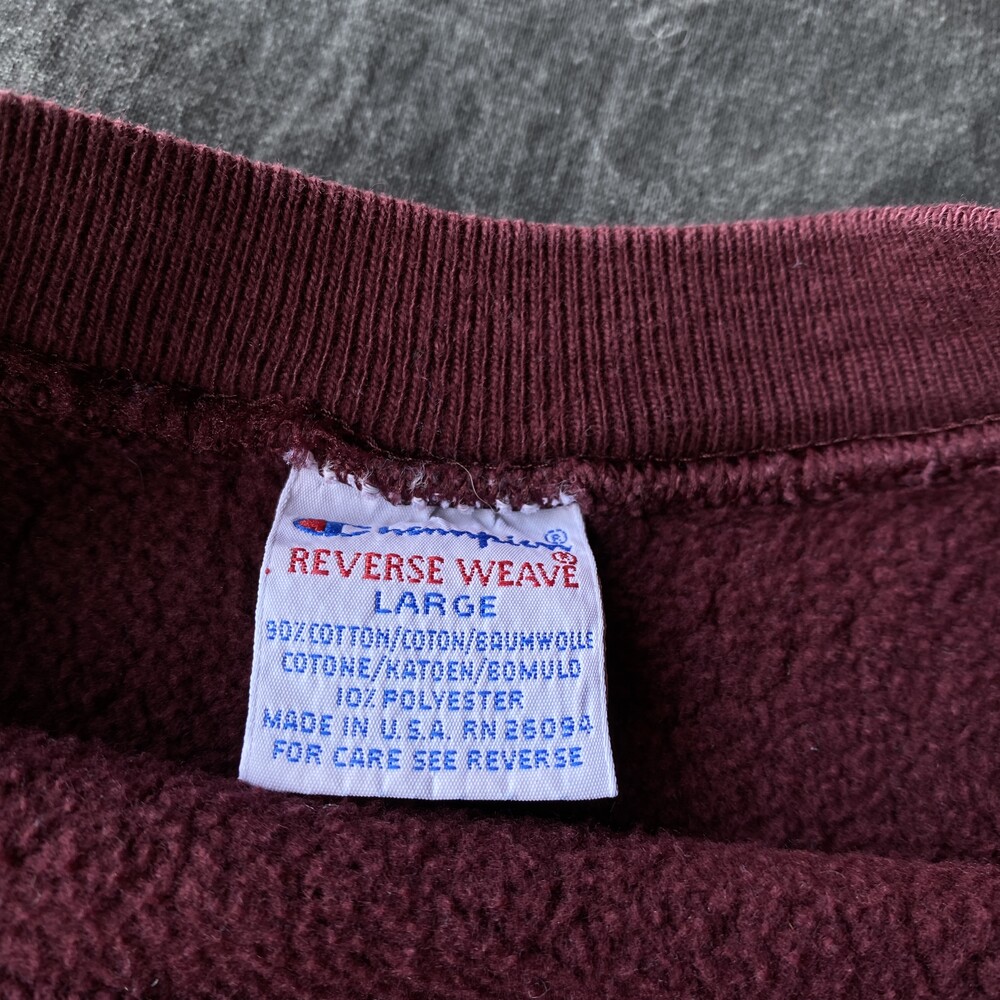 Champion®
REVERSE WEAVE®
LARGE
90% COTTON/COTON/BAUMWOLLE
COTONE/KATOEN/BOMULD
10% POLYESTER
MADE IN U.S.A. RN 26094
FOR CARE SEE REVERSE